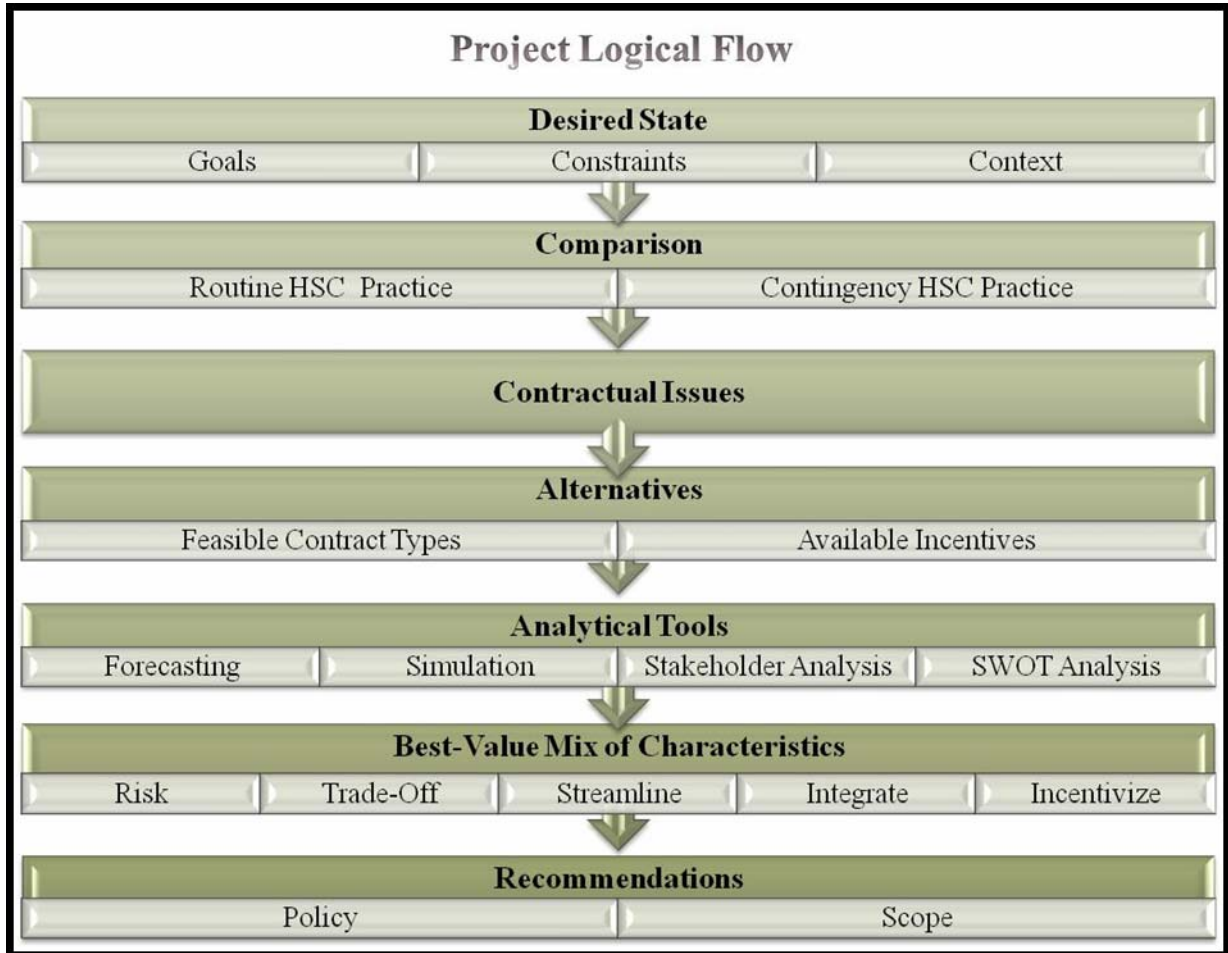 Project Logical Flow
Desired State
Goals Constraints Context
Comparison
Routine HSC Practice Contingency HSC Practice
Contractual Issues
Alternatives
Feasible Contract Types Available Incentives
Analytical Tools
Forecasting Simulation Stakeholder Analysis SWOT Analysis
Best-Value Mix of Characteristics
Risk Trade-Off Streamline Integrate Incentivize
Recommendations
Policy Scope